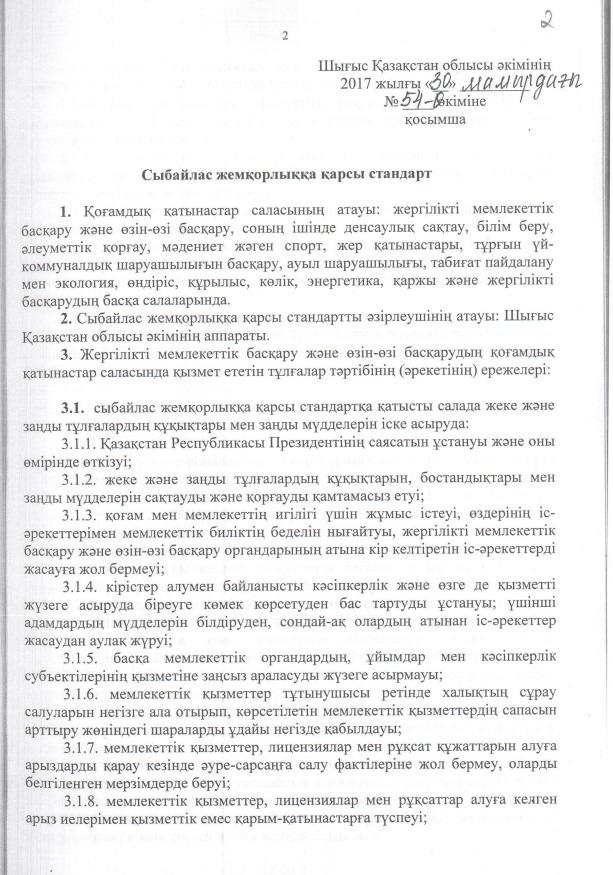 2
2
Шығыс Қазақстан облысы әкімінің
2017 жылғы «30» мамырдағы
№ 54-ө өкіміне
қосымша
Сыбайлас жемқорлыққа қарсы стандарт
1. Қоғамдық қатынастар саласының атауы: жергілікті мемлекеттік
басқару және өзін-өзі басқару, соның ішінде денсаулық сақтау, білім беру,
әлеуметтік қорғау, мәдениет жәген спорт, жер қатынастары, тұрғын үй-
коммуналдық шаруашылығын басқару, ауыл шаруашылығы, табиғат пайдалану
мен экология, өндіріс, құрылыс, көлік, энергетика, қаржы және жергілікті
басқарудың басқа салаларында.
2. Сыбайлас жемқорлыққа қарсы стандартты әзірлеушінің атауы: Шығыс
Қазақстан облысы әкімінің аппараты.
3. Жергілікті мемлекеттік басқару және өзін-өзі басқарудың қоғамдық
қатынастар саласында қызмет ететін тұлғалар тәртібінің (әрекетінің) ережелері:
3.1. сыбайлас жемқорлыққа қарсы стандартқа қатысты салада жеке және
заңды тұлғалардың құқықтары мен заңды мүдделерін іске асыруда:
3.1.1. Қазақстан Республикасы Президентінің саясатын ұстануы және оны
өмірінде өткізуі;
3.1.2. жеке және заңды тұлғалардың құқықтарын, бостандықтары мен
заңды мүдделерін сақтауды және қорғауды қамтамасыз етуі;
3.1.3. қоғам мен мемлекеттің игілігі үшін жұмыс істеуі, өздерінің іс-
әрекеттерімен мемлекеттік биліктің беделін нығайтуы, жергілікті мемлекеттік
басқару және өзін-өзі басқару органдарының атына кір келтіретін іс-әрекеттерді
жасауға жол бермеуі;
3.1.4. кірістер алумен байланысты кәсіпкерлік және өзге де қызметті
жүзеге асыруда біреуге көмек көрсетуден бас тартуды ұстануы; үшінші
адамдардың мүдделерін білдіруден, сондай-ақ олардың атынан іс-әрекеттер
жасаудан аулақ жүруі;
3.1.5. басқа мемлекеттік органдардың, ұйымдар мен кәсіпкерлік
субъектілерінің қызметіне заңсыз араласуды жүзеге асырмауы;
3.1.6. мемлекеттік қызметтер тұтынушысы ретінде халықтың сұрау
салуларын негізге ала отырып, көрсетілетін мемлекеттік қызметтердің сапасын
арттыру жөніндегі шараларды ұдайы негізде қабылдауы;
3.1.7. мемлекеттік қызметтер, лицензиялар мен рұқсат құжаттарын алуға
арыздарды қарау кезінде әуре-сарсаңға салу фактілеріне жол бермеу, оларды
белгіленген мерзімдерде беруі;
3.1.8. мемлекеттік қызметтер, лицензиялар мен рұқсаттар алуға келген
арыз иелерімен қызметтік емес қарым-қатынастарға түспеуі;